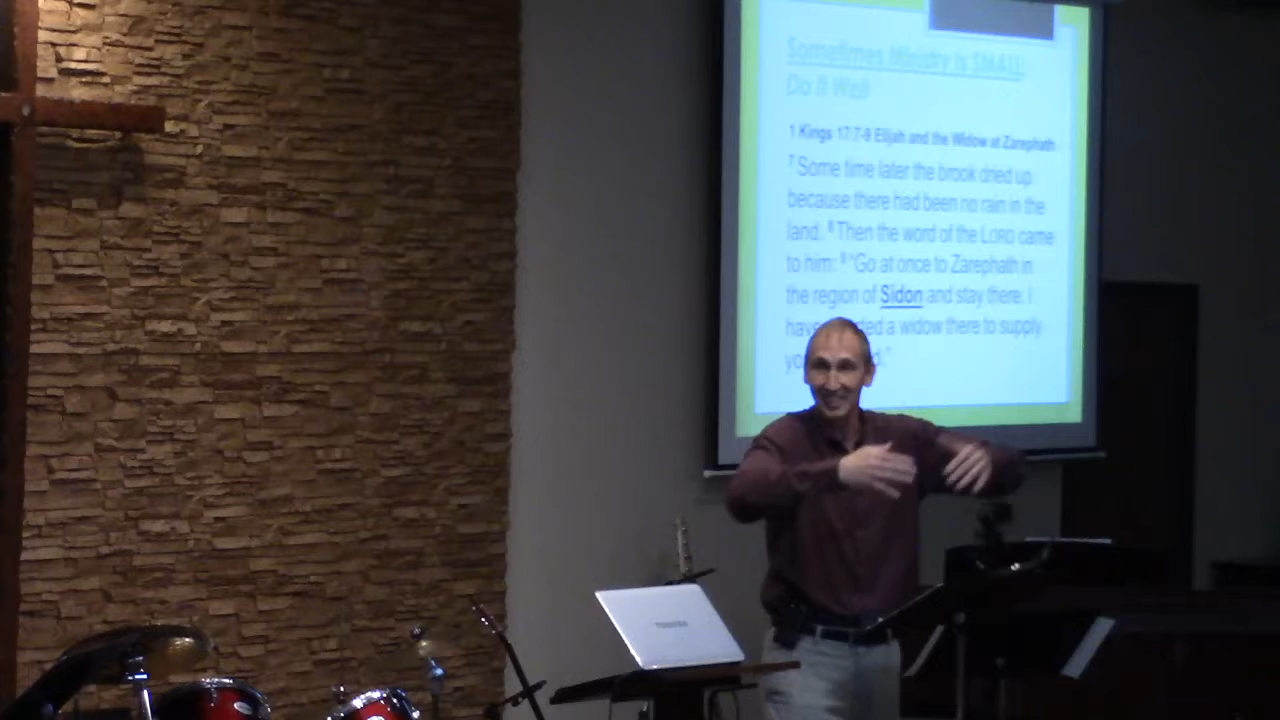 Sometimes Ministry is SMALL
Do It Well
1 Kings 17:7-9 Elijah and the Widow at Zarephath
7 Some time later the brook dried up
because there had been no rain in the
land. 8 Then the word of the LORD came
to him: 9 "Go at once to Zarephath in
the region of Sidon and stay there. I
have a widow there to supply
TOSHIBA